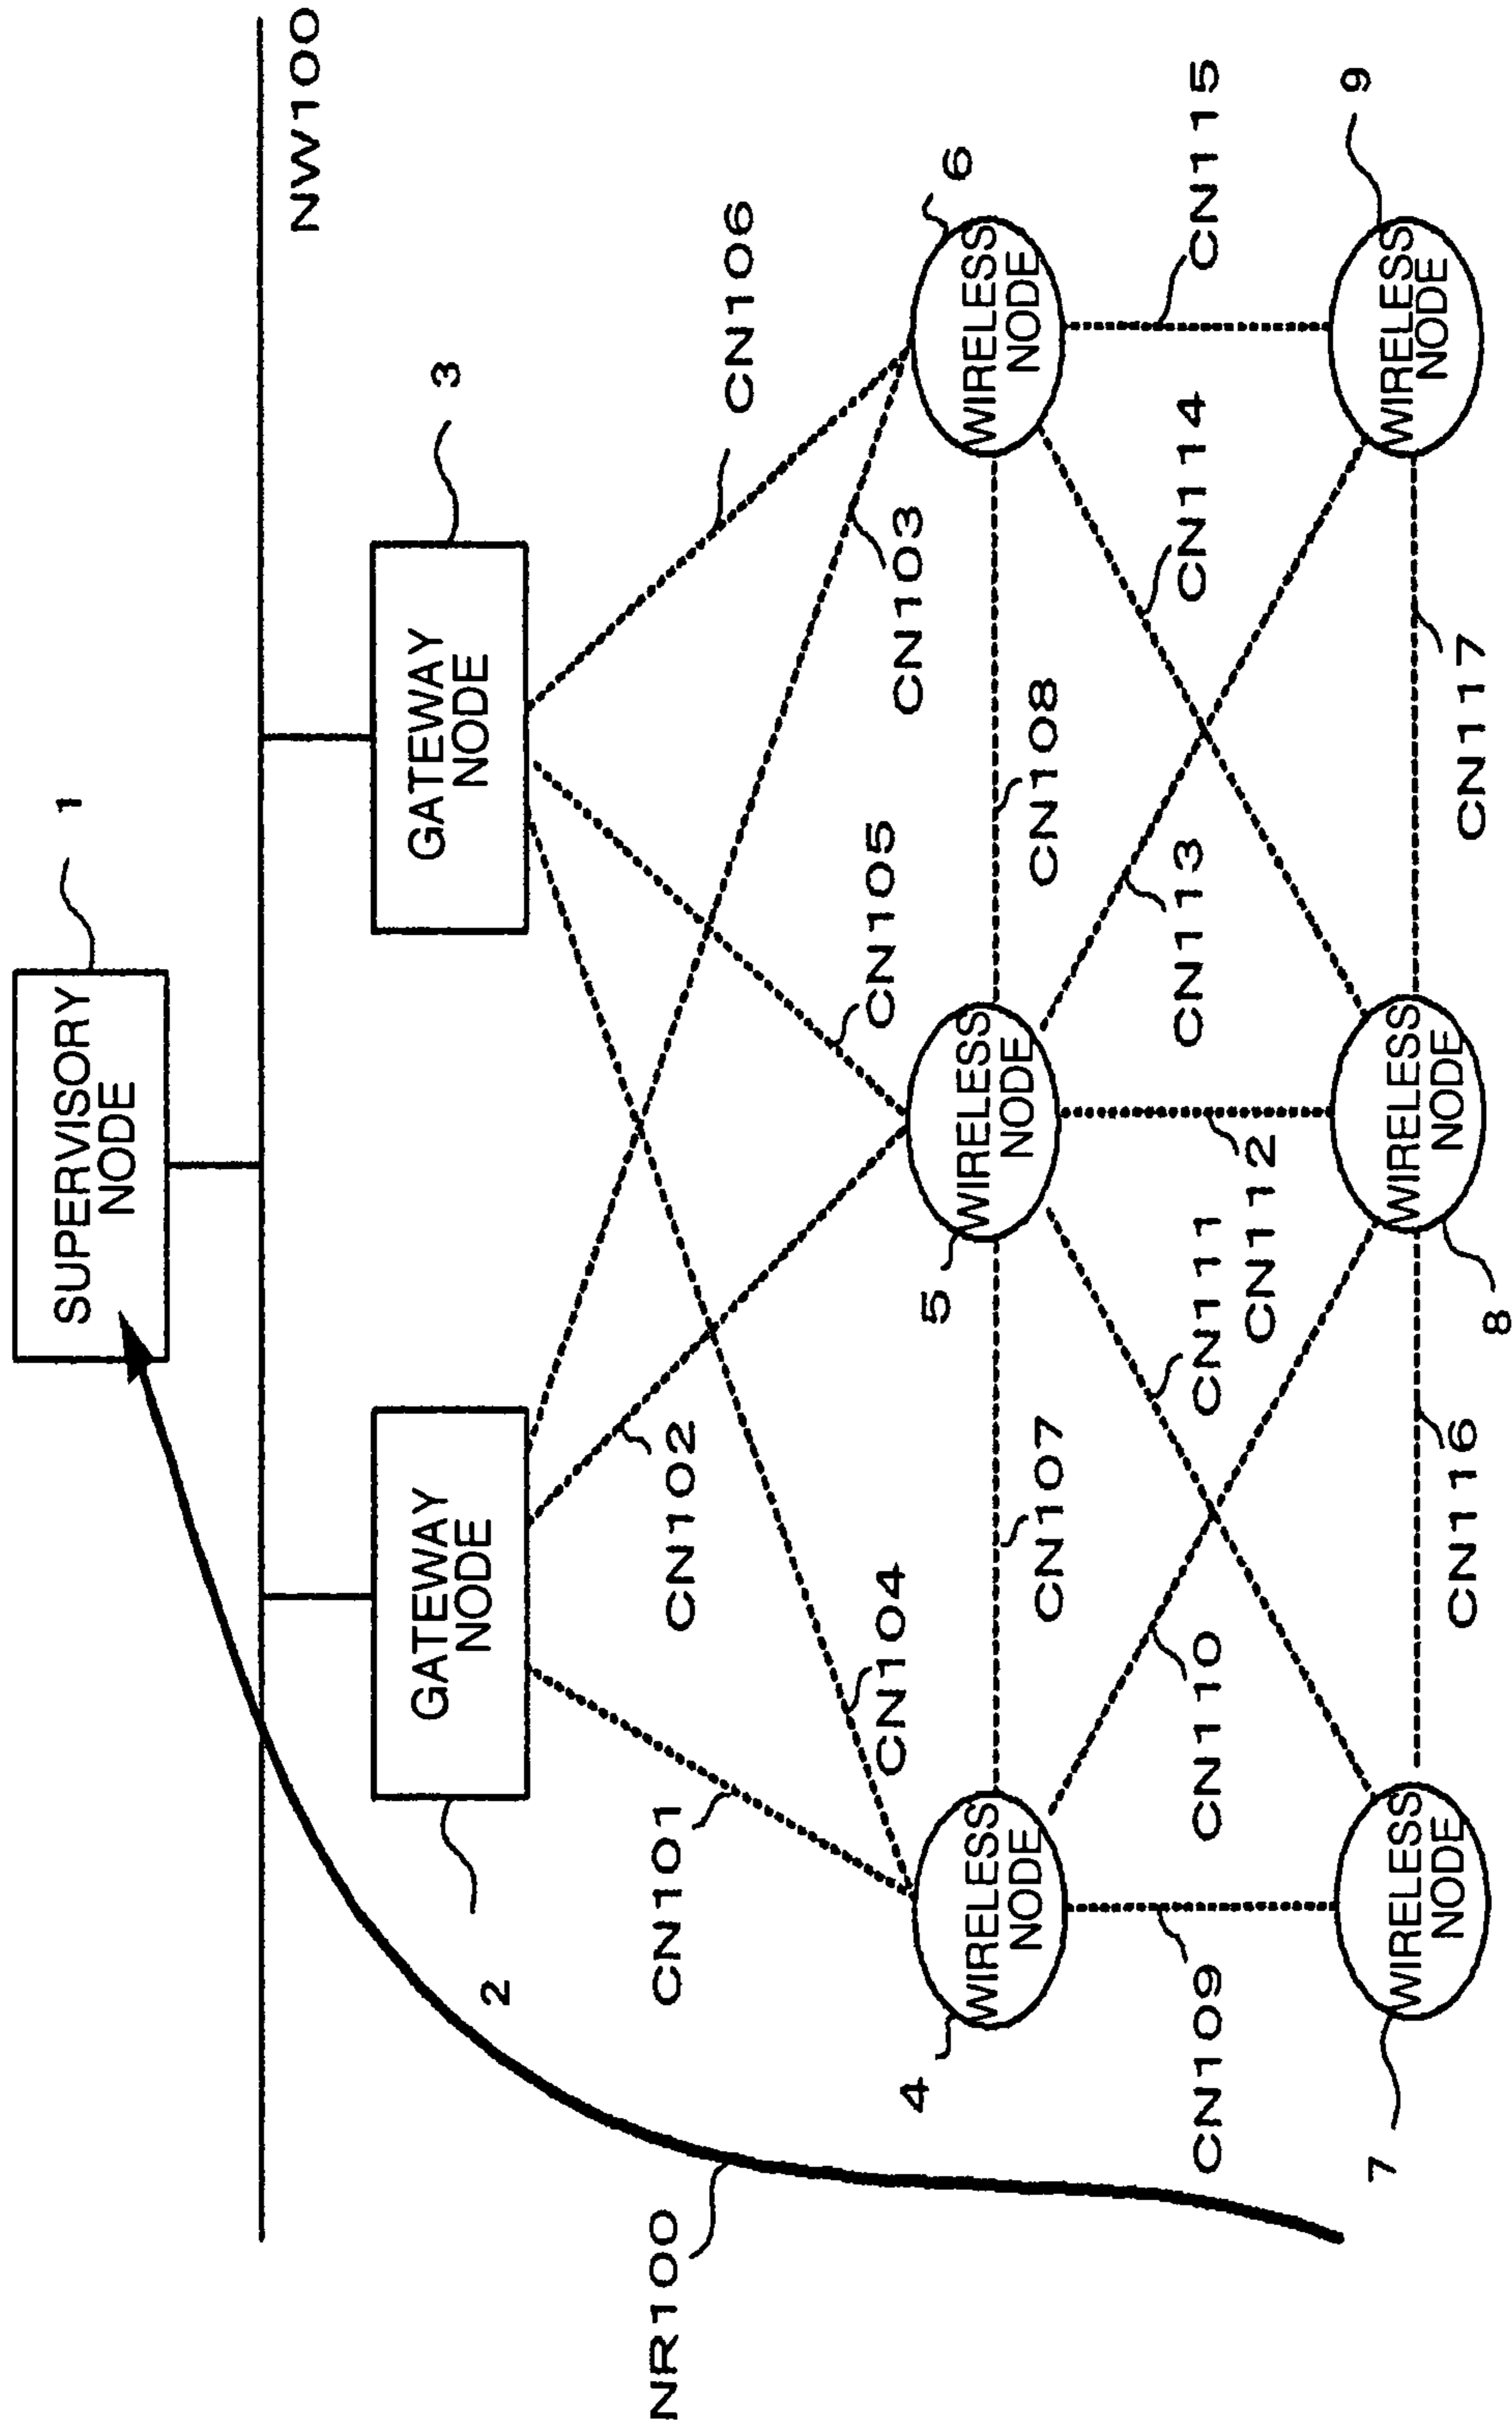 SUPERVISORY
NODE
1
NW100
GATEWAY
NODE
2
GATEWAY
NODE
3
NR100
CN101
CN102
CN104
CN105
CN103
CN106
4
WIRELESS
NODE
5
WIRELESS
NODE
6
WIRELESS
NODE
CN107
CN108
CN109
CN110
CN111
CN112
CN113
CN114
CN115
7
WIRELESS
NODE
8
WIRELESS
NODE
9
WIRELESS
NODE
CN116
CN117